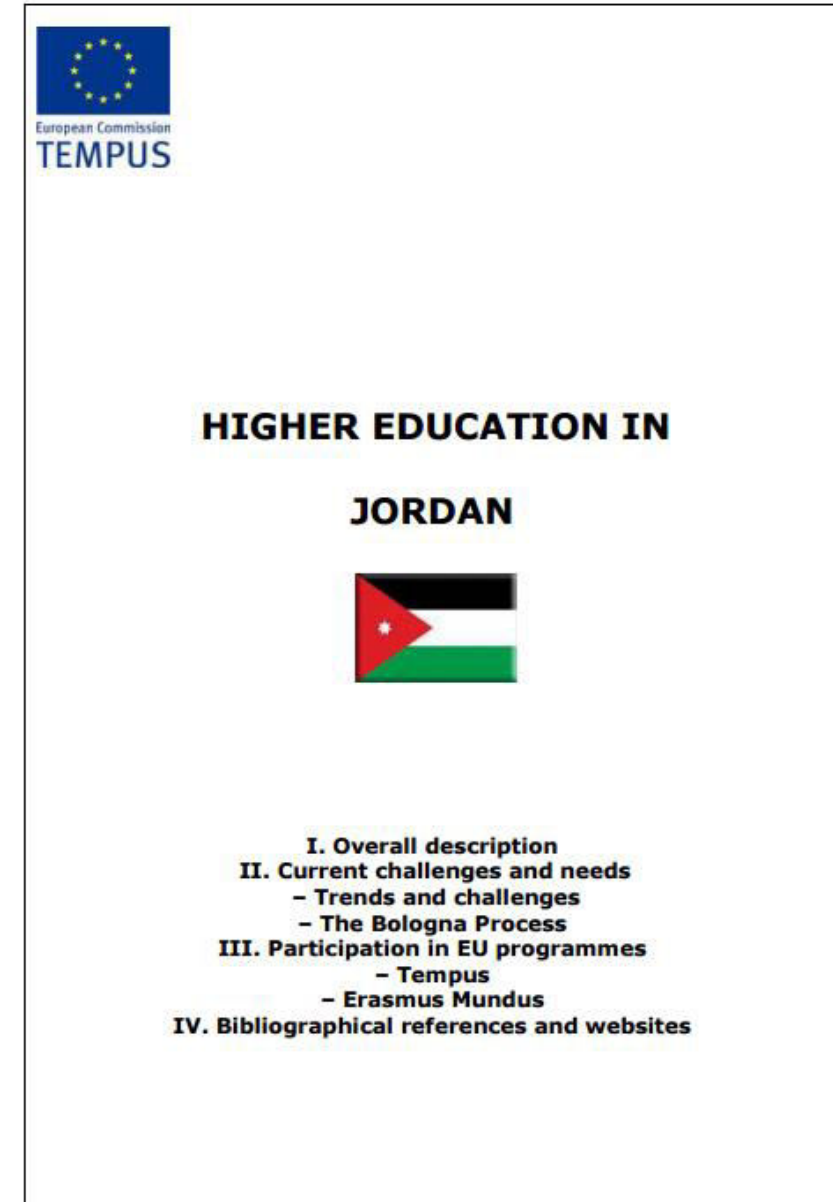 European Commission
TEMPUS
HIGHER EDUCATION IN
JORDAN
I. Overall description
II. Current challenges and needs
– Trends and challenges
– The Bologna Process
III. Participation in EU programmes
– Tempus
– Erasmus Mundus
IV. Bibliographical references and websites